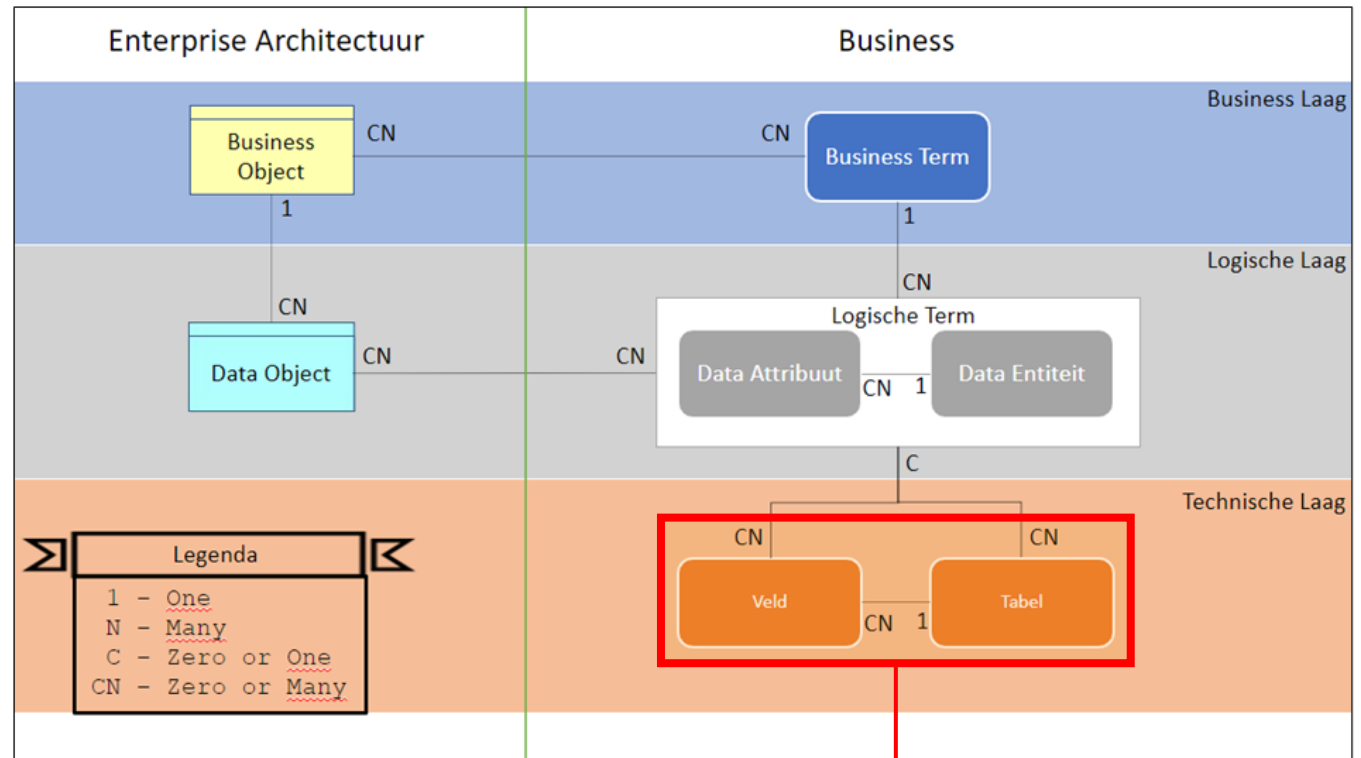 Enterprise Architectuur
Business
Business Laag
Business
Object
CN
CN
Business Term
1
1
Logische Laag
CN
CN
Logische Term
Data Object
CN
CN
Data Attribuut
CN
1
Data Entiteit
C
Technische Laag
CN
CN
Veld
CN
1
Tabel
Legenda
1 - One
N - Many
C - Zero or One
CN - Zero or Many